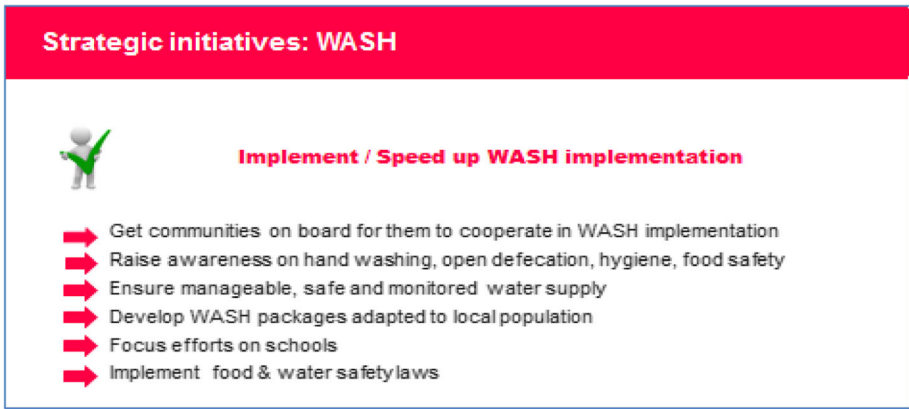 Strategic initiatives: WASH
Implement / Speed up WASH implementation
Get communities on board for them to cooperate in WASH implementation
Raise awareness on hand washing, open defecation, hygiene, food safety
Ensure manageable, safe and monitored water supply
Develop WASH packages adapted to local population
Focus efforts on schools
Implement food & water safety laws